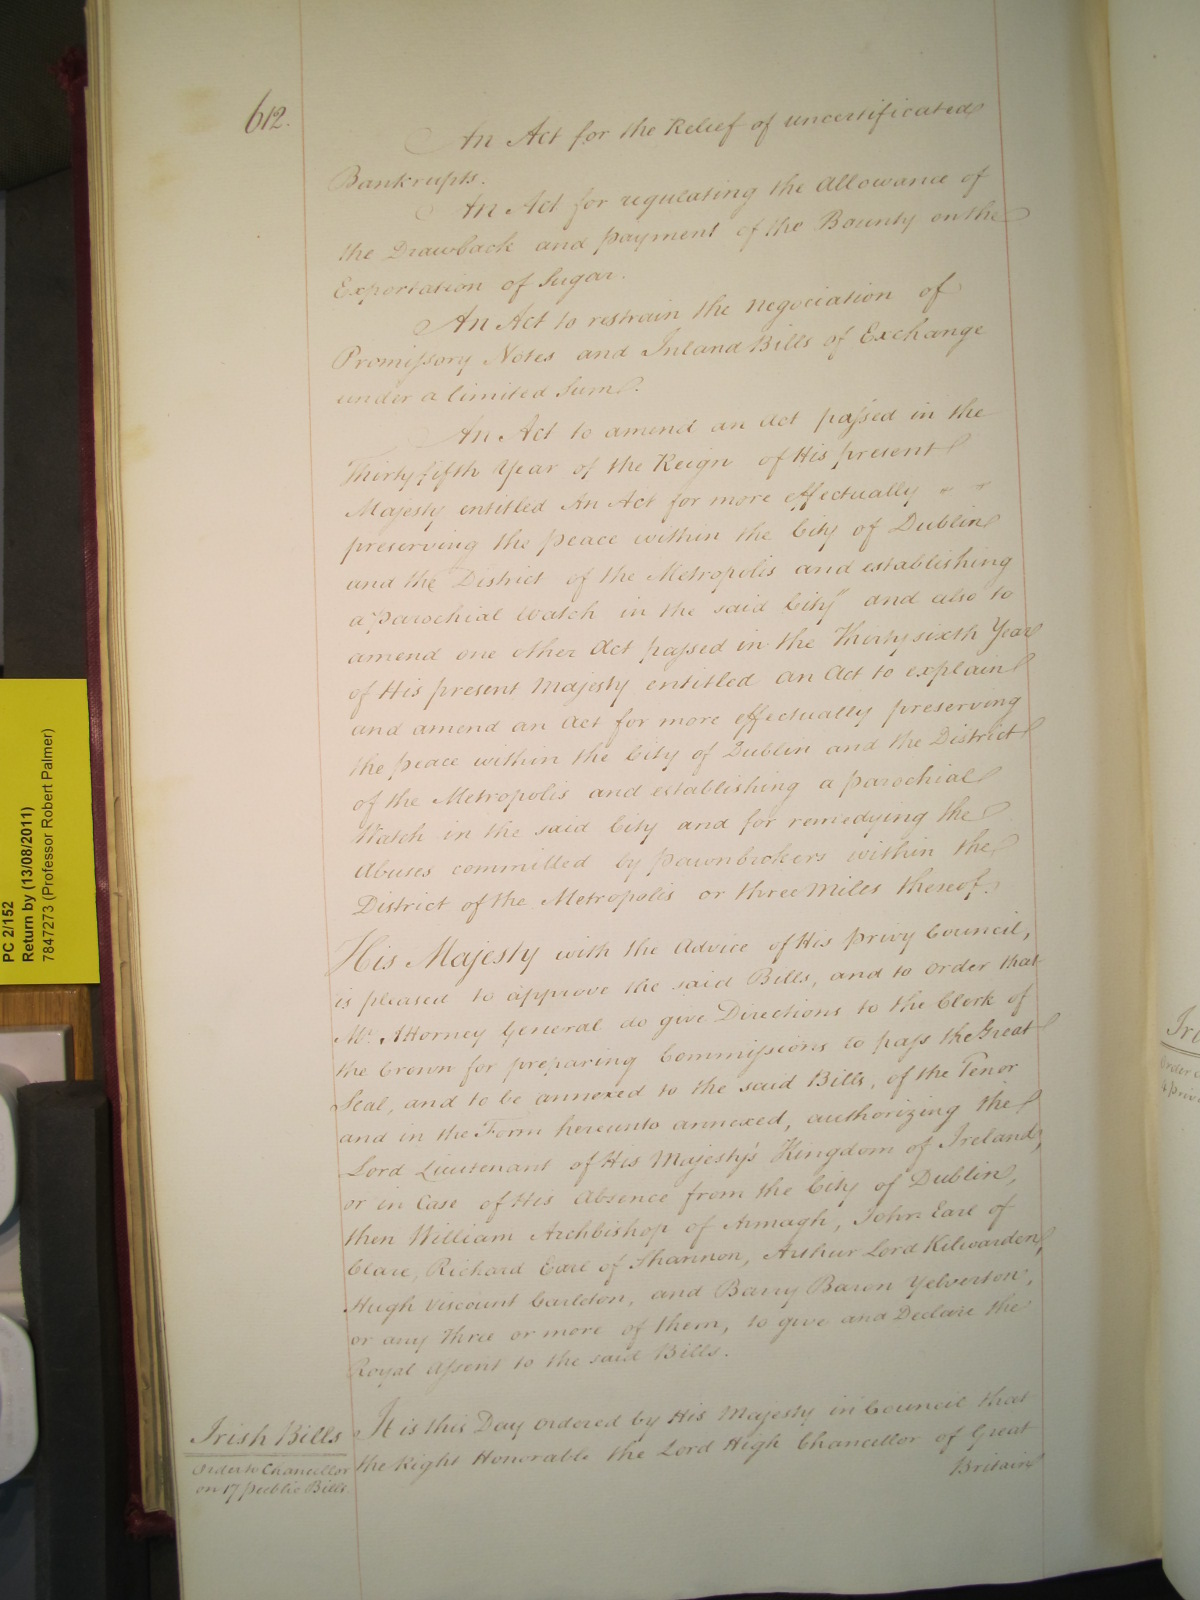 612.
An Act for the Relief of uncertificated
Bankrupts.
An Act for regulating the Allowance of
the Drawback and payment of the Bounty on the
Exportation of Sugar.
An Act to restrain the negociation of
Promissory Notes and Inland Bills of Exchange
under a limited Sum.
An Act to amend an Act passed in the
Thirty fifth Year of the Reign of His present
Majesty entitled An Act for more effectually
preserving the peace within the City of Dublin
and the District of the Metropolis and establishing
a parochial Watch in the said City" and also to
amend one other Act passed in the Thirty sixth Year
of His present Majesty entitled An Act to explain
and amend an Act for more effectually preserving
the peace within the City of Dublin and the District
of the Metropolis and establishing a parochial
Watch in the said City and for remedying the
Abuses committed by pawnbrokers within the
District of the Metropolis or three Miles thereof.
His Majesty with the Advice of His Privy Council,
is pleased to approve the said Bills, and to Order that
Mr. Attorney General do give Directions to the Clerk of
the Crown for preparing Commissions to pass the Great
Seal, and to be annexed to the said Bills, of the Tenor
and in the Form hereunto annexed, authorizing the
Lord Lieutenant of His Majesty's Kingdom of Ireland,
or in Case of His Absence from the City of Dublin,
then William Archbishop of Armagh, John Earl of
Clare, Richard Earl of Shannon, Arthur Lord Kilwarden,
Hugh Viscount Carleton, and Barry Baron Yelverton,
or any three or more of them, to give and Declare the
Royal Assent to the said Bills.
Irish Bills
Order to Chancellor
on 17 public Bills
It is this Day Ordered by His Majesty in Council that
the Right Honorable the Lord High Chancellor of Great
Britain
PC 2/152
Return by (13/08/2011)
7847273 (Professor Robert Palmer)